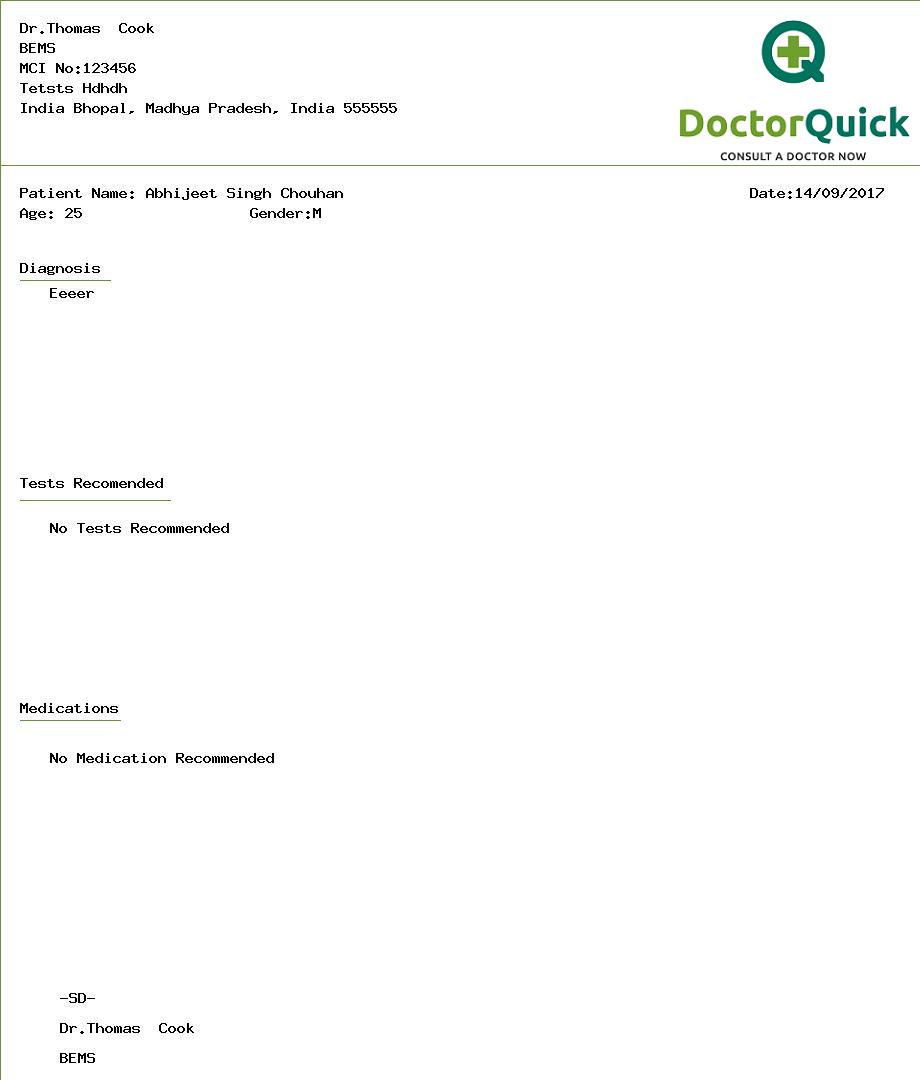 Dr.Thomas  Cook
BEMS
MCI No:123456
Tetsts Hdhdh
India Bhopal, Madhya Pradesh, India 555555
DoctorQuick
CONSULT A DOCTOR NOW
Patient Name: Abhijeet Singh Chouhan
Date:14/09/2017
Age: 25
Gender:M
Diagnosis
Eeeer
Tests Recomended
No Tests Recommended
Medications
No Medication Recommended
-SD-
Dr.Thomas  Cook
BEMS